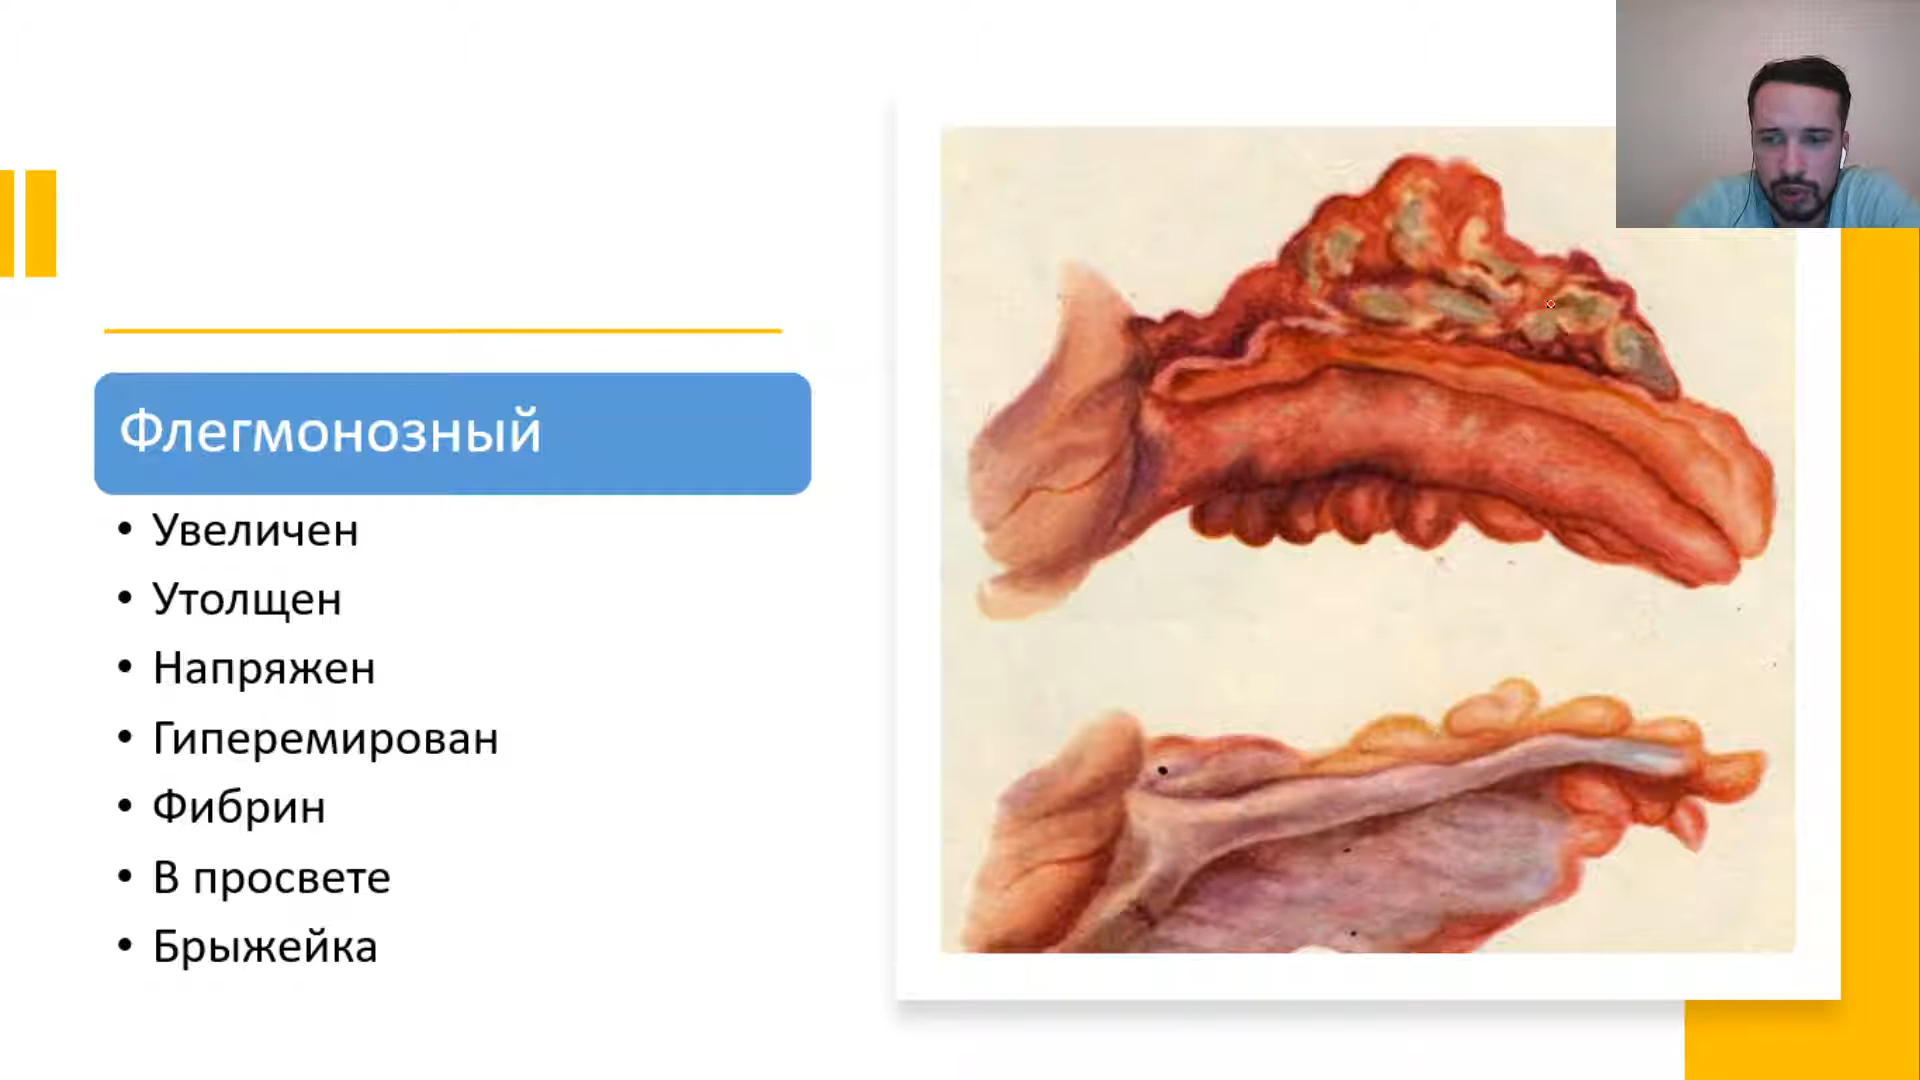 Флегмонозный
• Увеличен
• Утолщен
• Напряжен
• Гиперемирован
• Фибрин
• В просвете
• Брыжейка